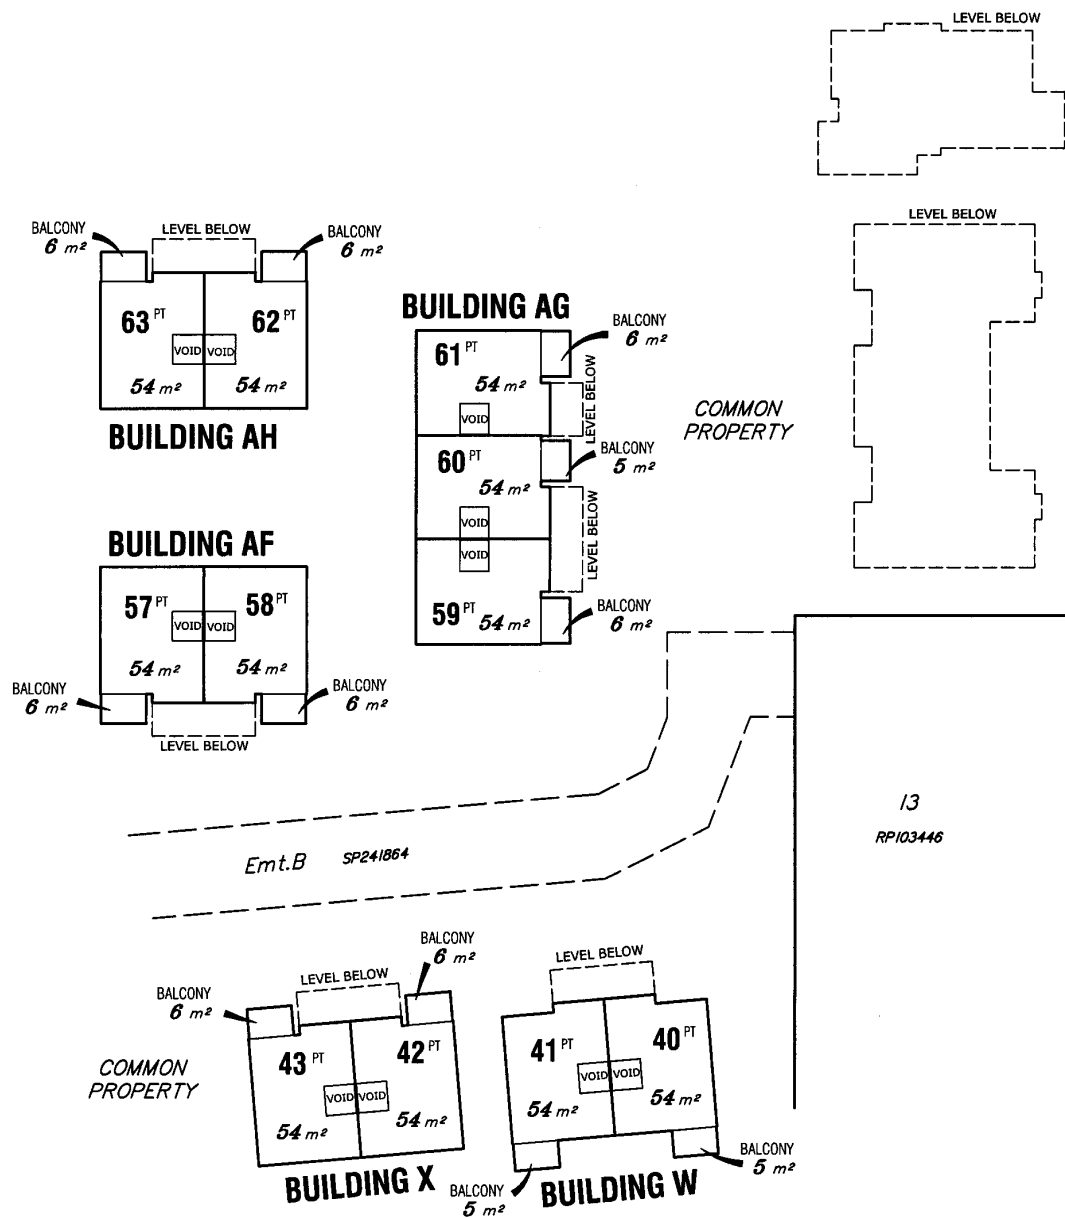 LEVEL BELOW
LEVEL BELOW
BALCONY
6 m²
LEVEL BELOW
BALCONY
6 m²
63 PT
62 PT
VOID
VOID
54 m²
54 m²
BUILDING AH
BUILDING AG
BALCONY
6 m²
61 PT
54 m²
LEVEL BELOW
VOID
COMMON
PROPERTY
60 PT
BALCONY
5 m²
54 m²
VOID
LEVEL BELOW
VOID
59 PT
54 m²
BALCONY
6 m²
BUILDING AF
57 PT
58 PT
VOID
VOID
54 m²
54 m²
BALCONY
6 m²
BALCONY
6 m²
LEVEL BELOW
13
RP103446
Emt.B SP241864
BALCONY
6 m²
LEVEL BELOW
BALCONY
6 m²
LEVEL BELOW
43 PT
42 PT
41 PT
40 PT
COMMON
PROPERTY
VOID
VOID
VOID
VOID
54 m²
54 m²
54 m²
54 m²
BUILDING X
BALCONY
5 m²
BUILDING W
BALCONY
5 m²